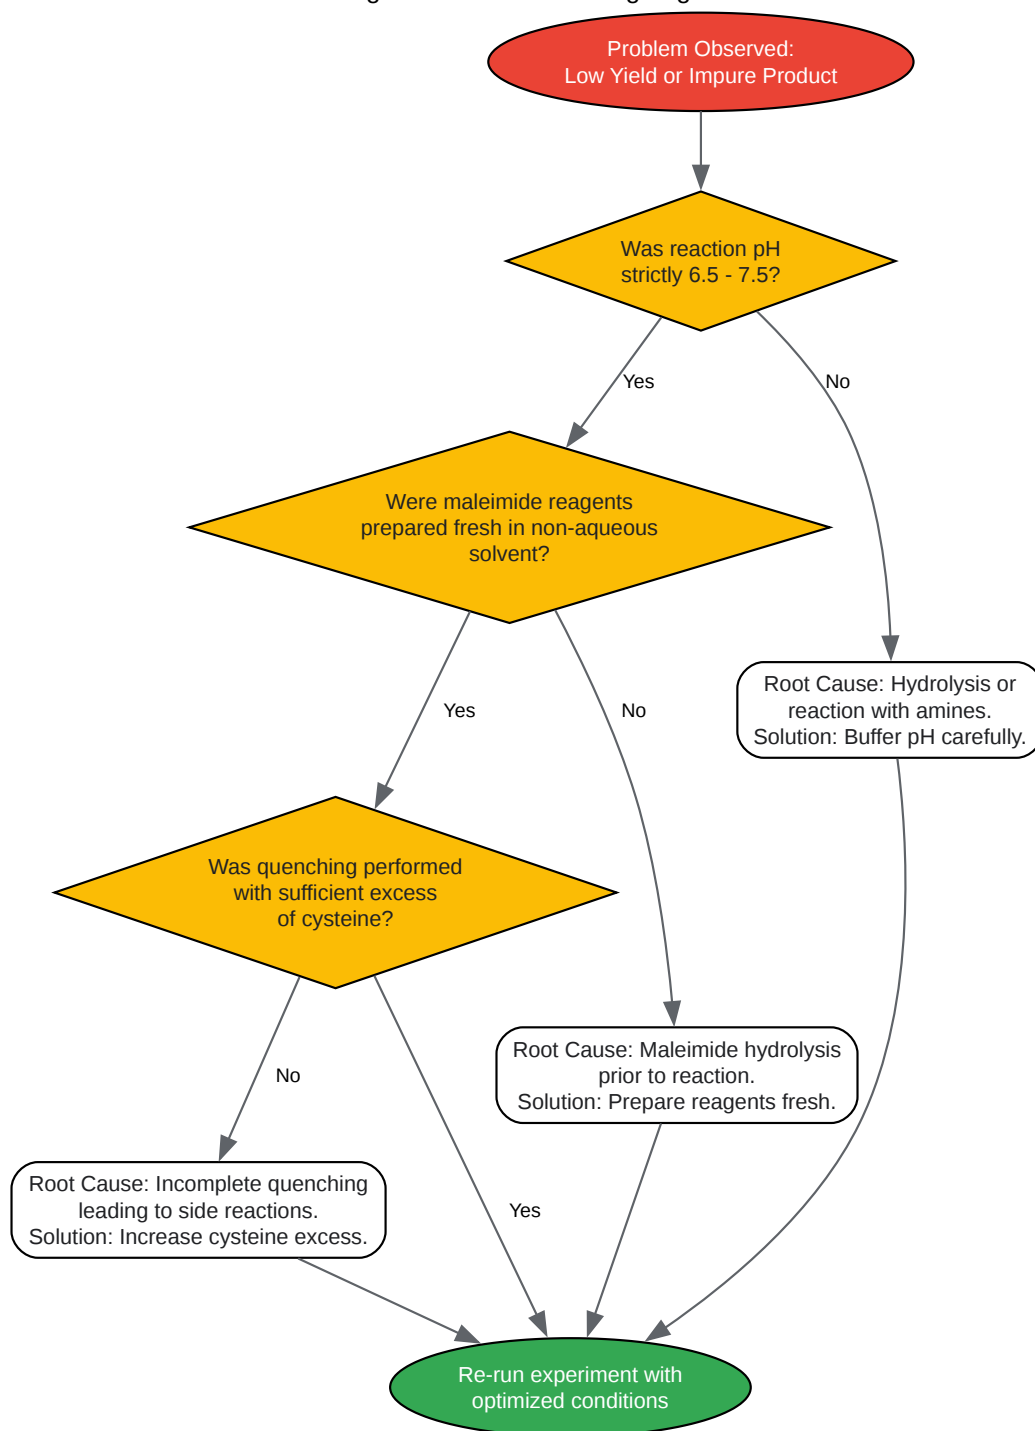 Problem Observed:
Low Yield or Impure Product
Was reaction pH
strictly 6.5 - 7.5?
Yes
No
Were maleimide reagents
prepared fresh in non-aqueous
solvent?
Root Cause: Hydrolysis or
reaction with amines.
Solution: Buffer pH carefully.
Yes
No
Was quenching performed
with sufficient excess
of cysteine?
Root Cause: Maleimide hydrolysis
prior to reaction.
Solution: Prepare reagents fresh.
No
Yes
Root Cause: Incomplete quenching
leading to side reactions.
Solution: Increase cysteine excess.
Re-run experiment with
optimized conditions